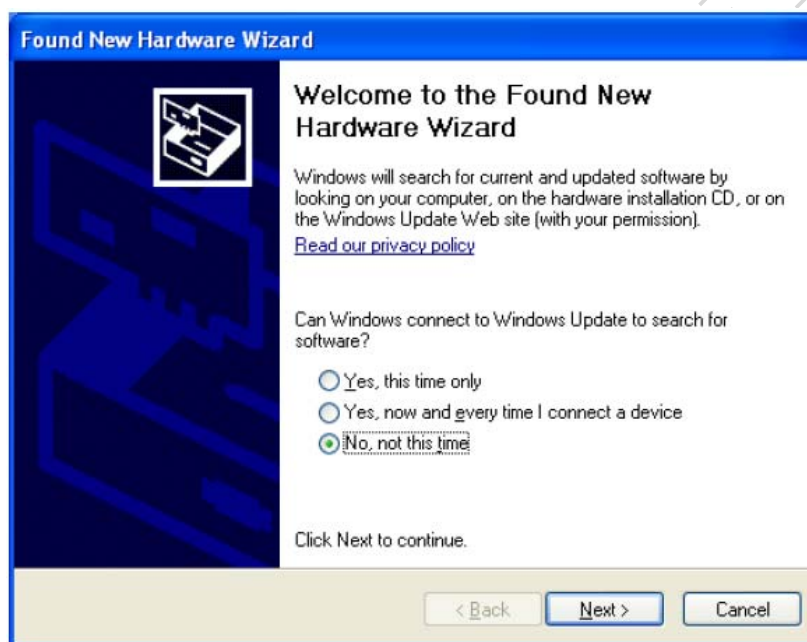 Found New Hardware Wizard
Welcome to the Found New
Hardware Wizard
Windows will search for current and updated software by
looking on your computer, on the hardware installation CD, or on
the Windows Update Web site (with your permission).
Read our privacy policy
Can Windows connect to Windows Update to search for
software?
Yes, this time only
Yes, now and every time I connect a device
No, not this time
Click Next to continue.
< Back Next > Cancel